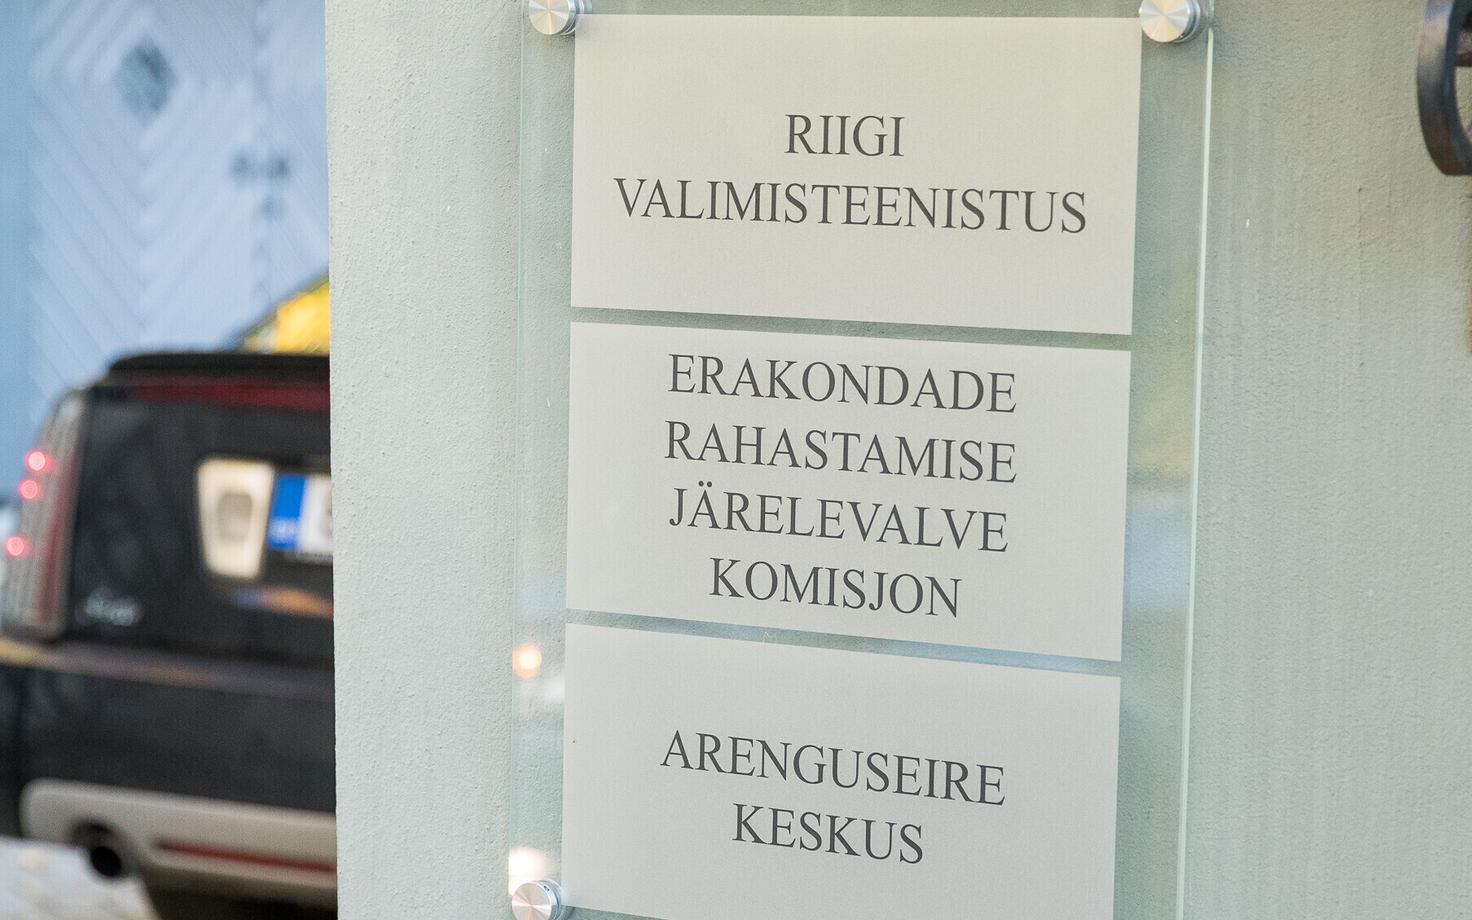 RIIGI
VALIMISTEENISTUS
ERAKONDADE
RAHASTAMISE
JÄRELEVALVE
KOMISJON
ARENGUSEIRE
KESKUS